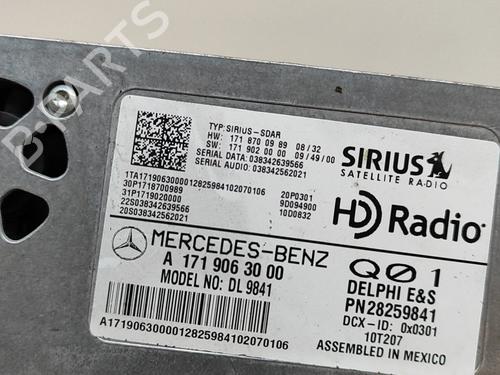 B-PARTS
TYP: SIRIUS-SDAR
HW: 171 870 09 89 08/32
SW: 171 902 00 00 09/49/00
SERIAL DATA: 038342639566
SERIAL AUDIO: 038342562021
SIRIUS
SATELLITE RADIO
1TA1719063000012825984102070106
30P1718700989 20P0301
31P1719020000 9D094900
22S038342639566 10D0832
20S038342562021
HD Radio
MERCEDES-BENZ
A 171 906 30 00
MODEL NO: DL 9841
Q01
DELPHI E&S
PN28259841
DCX-ID: 0x0301
10T207
ASSEMBLED IN MEXICO
A1719063000012825984102070106